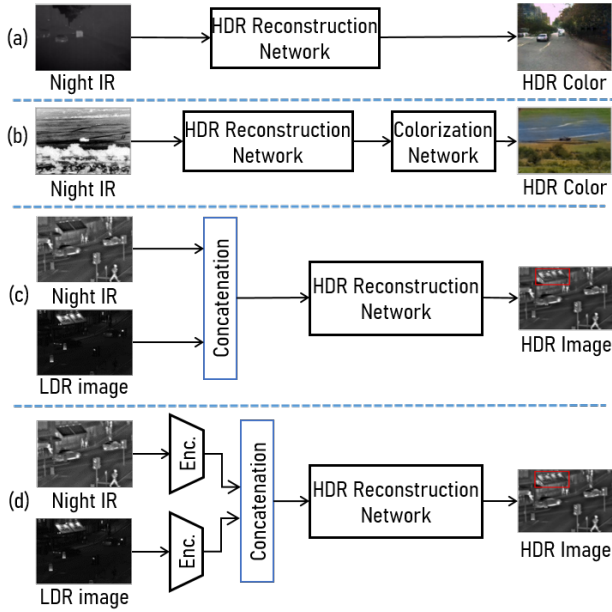 (a)
HDR Reconstruction
Network
Night IR
HDR Color
(b)
HDR Reconstruction
Network
Colorization
Network
Night IR
HDR Color
(c)
Night IR
LDR image
Concatenation
HDR Reconstruction
Network
HDR Image
(d)
Night IR
LDR image
Enc.
Enc.
Concatenation
HDR Reconstruction
Network
HDR Image